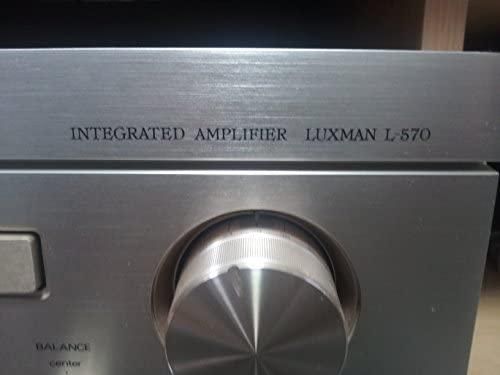 INTEGRATED AMPLIFIER LUXMAN L-570
BALANCE
center